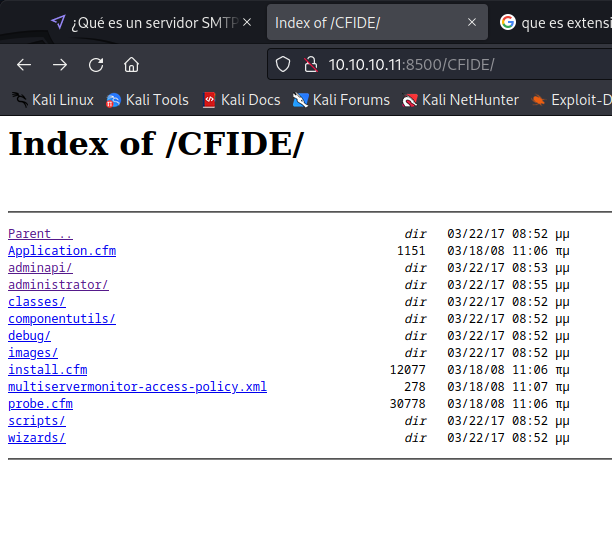 ¿Qué es un servidor SMTP
Index of /CFIDE/
que es extensi
10.10.10.11:8500/CFIDE/
Kali Linux Kali Tools Kali Docs Kali Forums Kali NetHunter Exploit-D
Index of /CFIDE/
Parent .. dir 03/22/17 08:52 μμ
Application.cfm 1151 03/18/08 11:06 πμ
adminapi/ dir 03/22/17 08:53 μμ
administrator/ dir 03/22/17 08:55 μμ
classes/ dir 03/22/17 08:52 μμ
componentutils/ dir 03/22/17 08:52 μμ
debug/ dir 03/22/17 08:52 μμ
images/ dir 03/22/17 08:52 μμ
install.cfm 12077 03/18/08 11:06 πμ
multiservermonitor-access-policy.xml 278 03/18/08 11:07 πμ
probe.cfm 30778 03/18/08 11:06 πμ
scripts/ dir 03/22/17 08:52 μμ
wizards/ dir 03/22/17 08:52 μμ